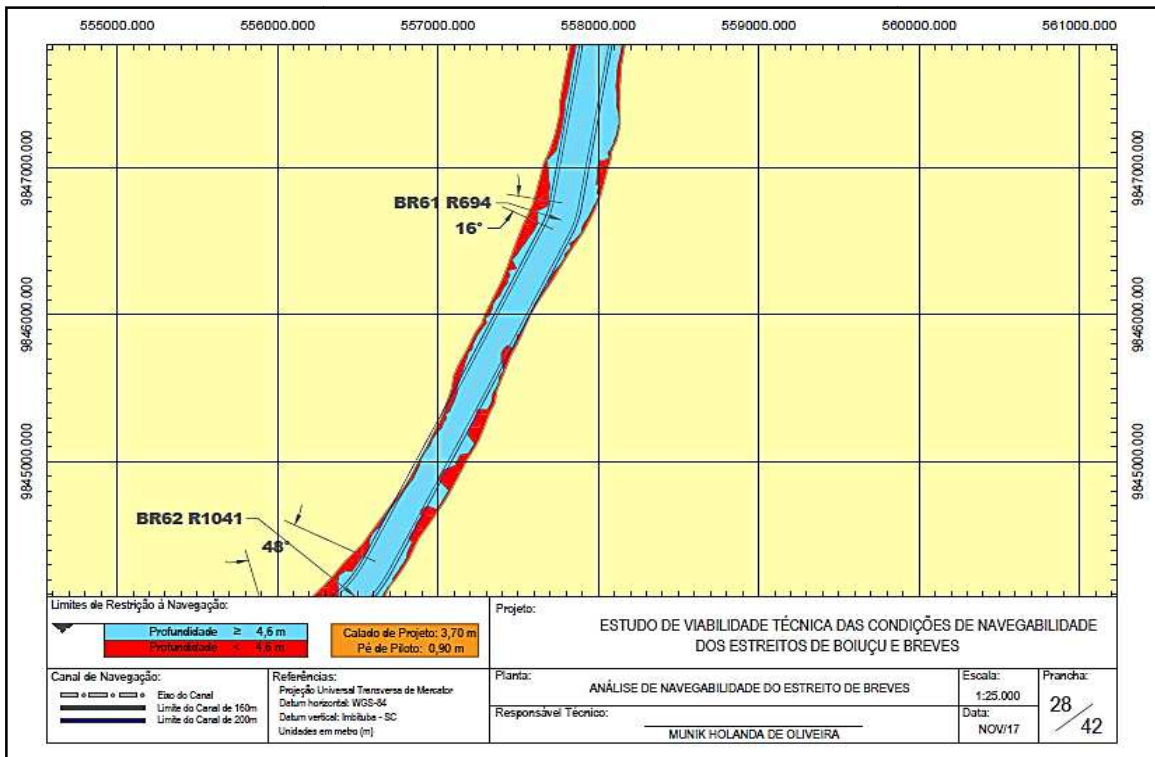 555000.000 556000.000 557000.000 558000.000 559000.000 560000.000 561000.000
9847000.000 9847000.000
BR61 R694
16°
9846000.000 9846000.000
9845000.000 9845000.000
BR62 R1041
48°
Limites de Restrição à Navegação:
Profundidade ≥ 4,6 m
Profundidade < 4,6 m
Calado de Projeto: 3,70 m
Pé de Piloto: 0,90 m
Projeto:
ESTUDO DE VIABILIDADE TÉCNICA DAS CONDIÇÕES DE NAVEGABILIDADE
DOS ESTREITOS DE BOIUÇU E BREVES
Canal de Navegação:
Eixo do Canal
Limite do Canal de 160m
Limite do Canal de 200m
Referências:
Projeção Universal Transversa de Mercator
Datum horizontal: WGS-84
Datum vertical: Imbituba - SC
Unidades em metro (m)
Planta:
ANÁLISE DE NAVEGABILIDADE DO ESTREITO DE BREVES
Responsável Técnico:
MUNIK HOLANDA DE OLIVEIRA
Escala:
1:25.000
Data:
NOV/17
Prancha:
28/42